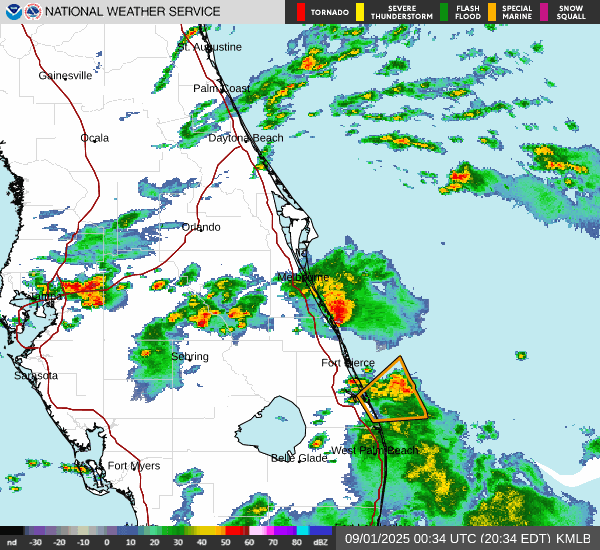 NATIONAL WEATHER SERVICE
TORNADO
SEVERE THUNDERSTORM
FLASH FLOOD
SPECIAL MARINE
SNOW SQUALL
St. Augustine
Gainesville
Palm Coast
Ocala
Daytona Beach
Orlando
Melbourne
Tampa
Sebring
Fort Pierce
Sarasota
West Palm Beach
Belle Glade
Fort Myers
nd -30 -20 -10 0 10 20 30 40 50 60 70 80 dBZ
09/01/2025 00:34 UTC (20:34 EDT) KMLB